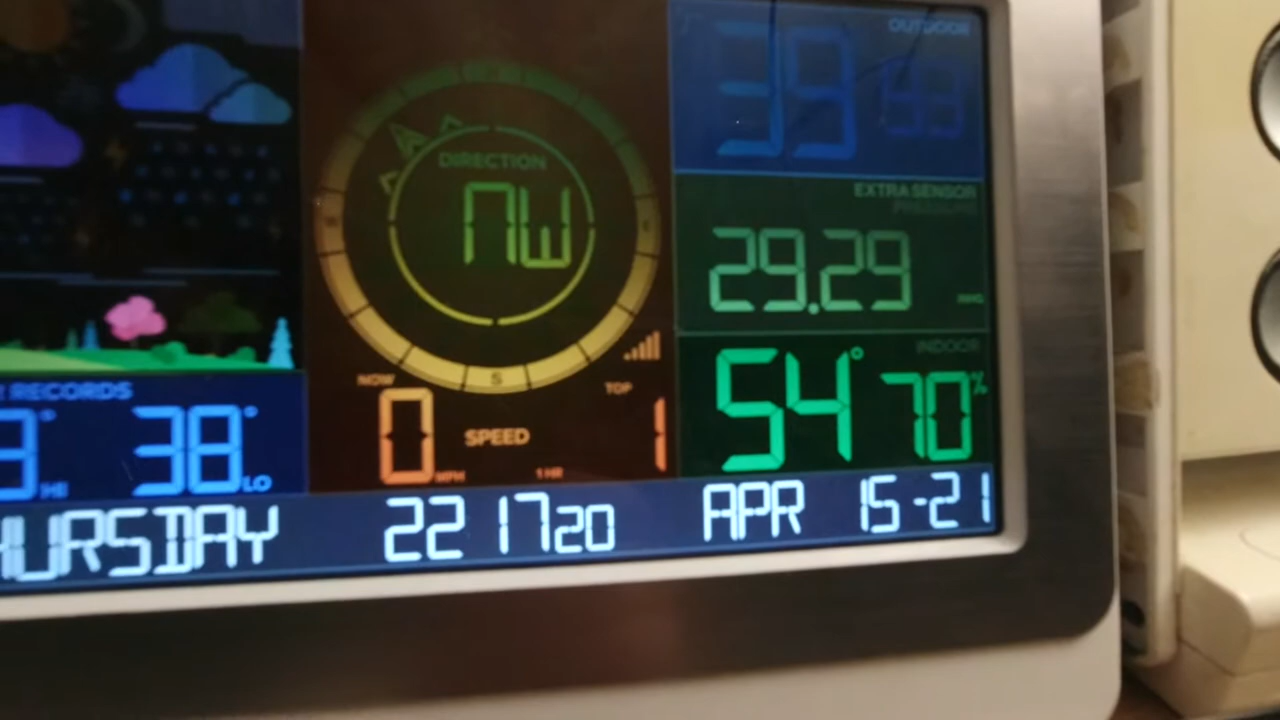 OUTDOOR
39 63
EXTRA SENSOR
PRESSURE
29.29
INHG
DIRECTION
NW
S
INDOOR
54° 70%
NOW
TOP
0 MPH SPEED 1
1 HR
RECORDS
HI 38° LO
HURSDAY 22 17 20 APR 15-21